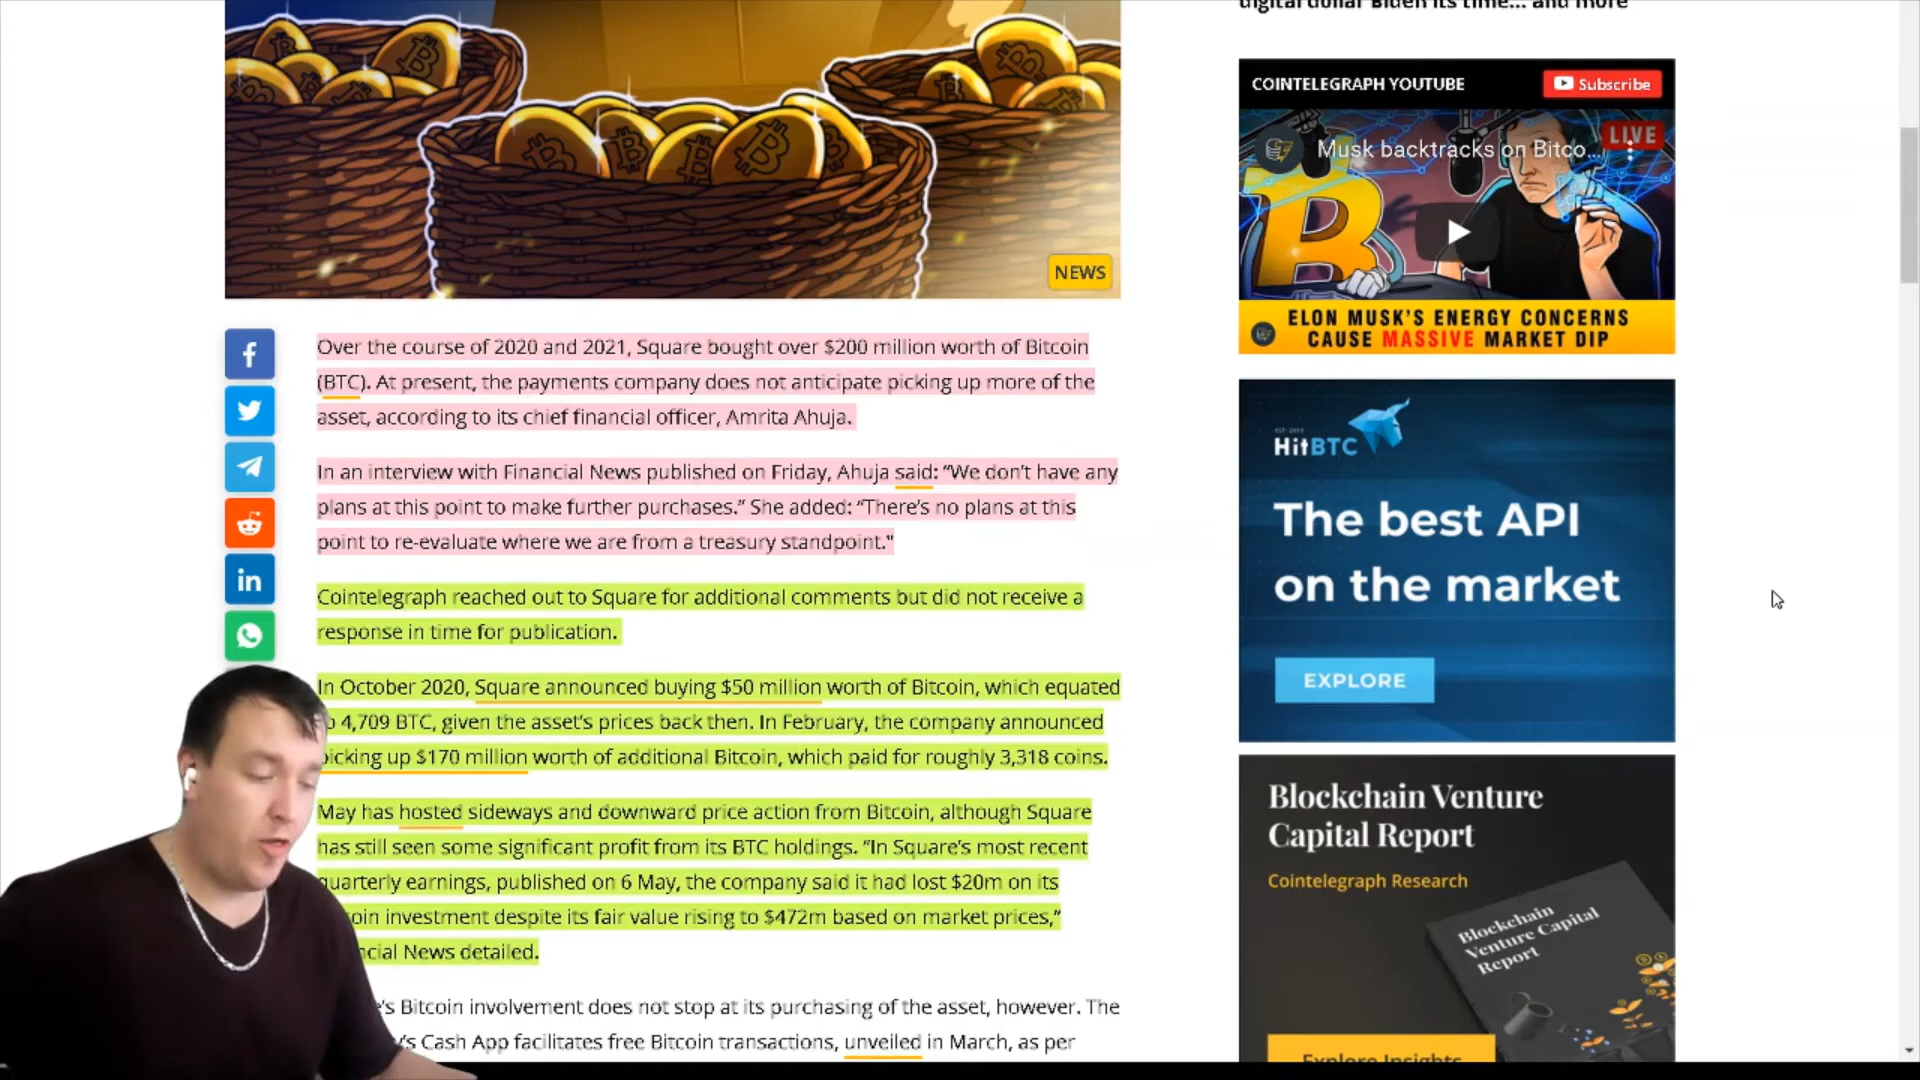 digital dollar Biden its time... and more
COINTELEGRAPH YOUTUBE
Subscribe
LIVE
Musk backtracks on Bitco...
ELON MUSK'S ENERGY CONCERNS
CAUSE MASSIVE MARKET DIP
NEWS
Over the course of 2020 and 2021, Square bought over $200 million worth of Bitcoin
(BTC). At present, the payments company does not anticipate picking up more of the
asset, according to its chief financial officer, Amrita Ahuja.
In an interview with Financial News published on Friday, Ahuja said: “We don’t have any
plans at this point to make further purchases.” She added: “There’s no plans at this
point to re-evaluate where we are from a treasury standpoint."
Cointelegraph reached out to Square for additional comments but did not receive a
response in time for publication.
In October 2020, Square announced buying $50 million worth of Bitcoin, which equated
4,709 BTC, given the asset’s prices back then. In February, the company announced
picking up $170 million worth of additional Bitcoin, which paid for roughly 3,318 coins.
May has hosted sideways and downward price action from Bitcoin, although Square
has still seen some significant profit from its BTC holdings. “In Square’s most recent
quarterly earnings, published on 6 May, the company said it had lost $20m on its
coin investment despite its fair value rising to $472m based on market prices,”
ncial News detailed.
’s Bitcoin involvement does not stop at its purchasing of the asset, however. The
’s Cash App facilitates free Bitcoin transactions, unveiled in March, as per
HitBTC
The best API
on the market
EXPLORE
Blockchain Venture
Capital Report
Cointelegraph Research
Blockchain
Venture Capital
Report
Explore Insights